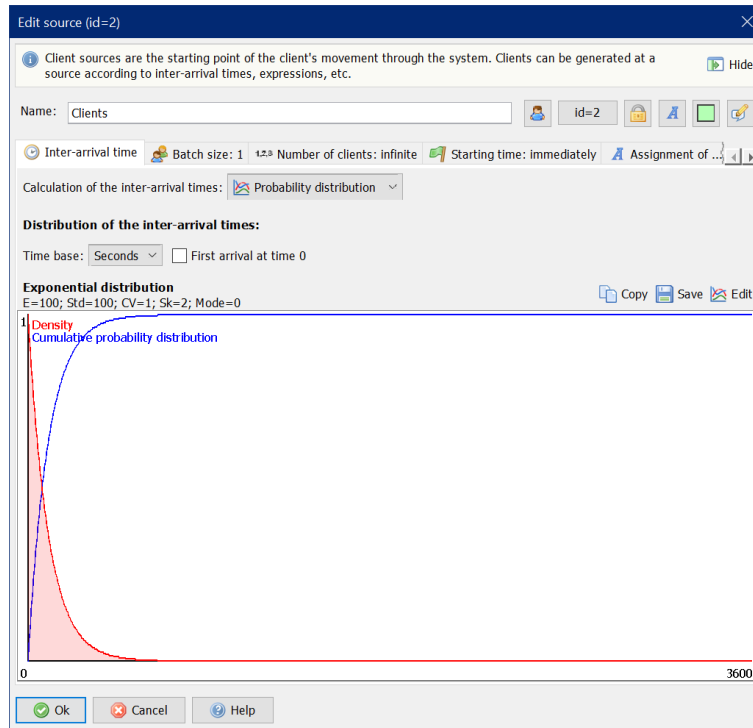 Edit source (id=2)
Client sources are the starting point of the client's movement through the system. Clients can be generated at a
source according to inter-arrival times, expressions, etc.
Hide
Name: Clients id=2
Inter-arrival time Batch size: 1 1,2,3 Number of clients: infinite Starting time: immediately Assignment of ...
Calculation of the inter-arrival times: Probability distribution
Distribution of the inter-arrival times:
Time base: Seconds First arrival at time 0
Exponential distribution
E=100; Std=100; CV=1; Sk=2; Mode=0
Copy Save Edit
1 Density
Cumulative probability distribution
0 3600
Ok Cancel Help